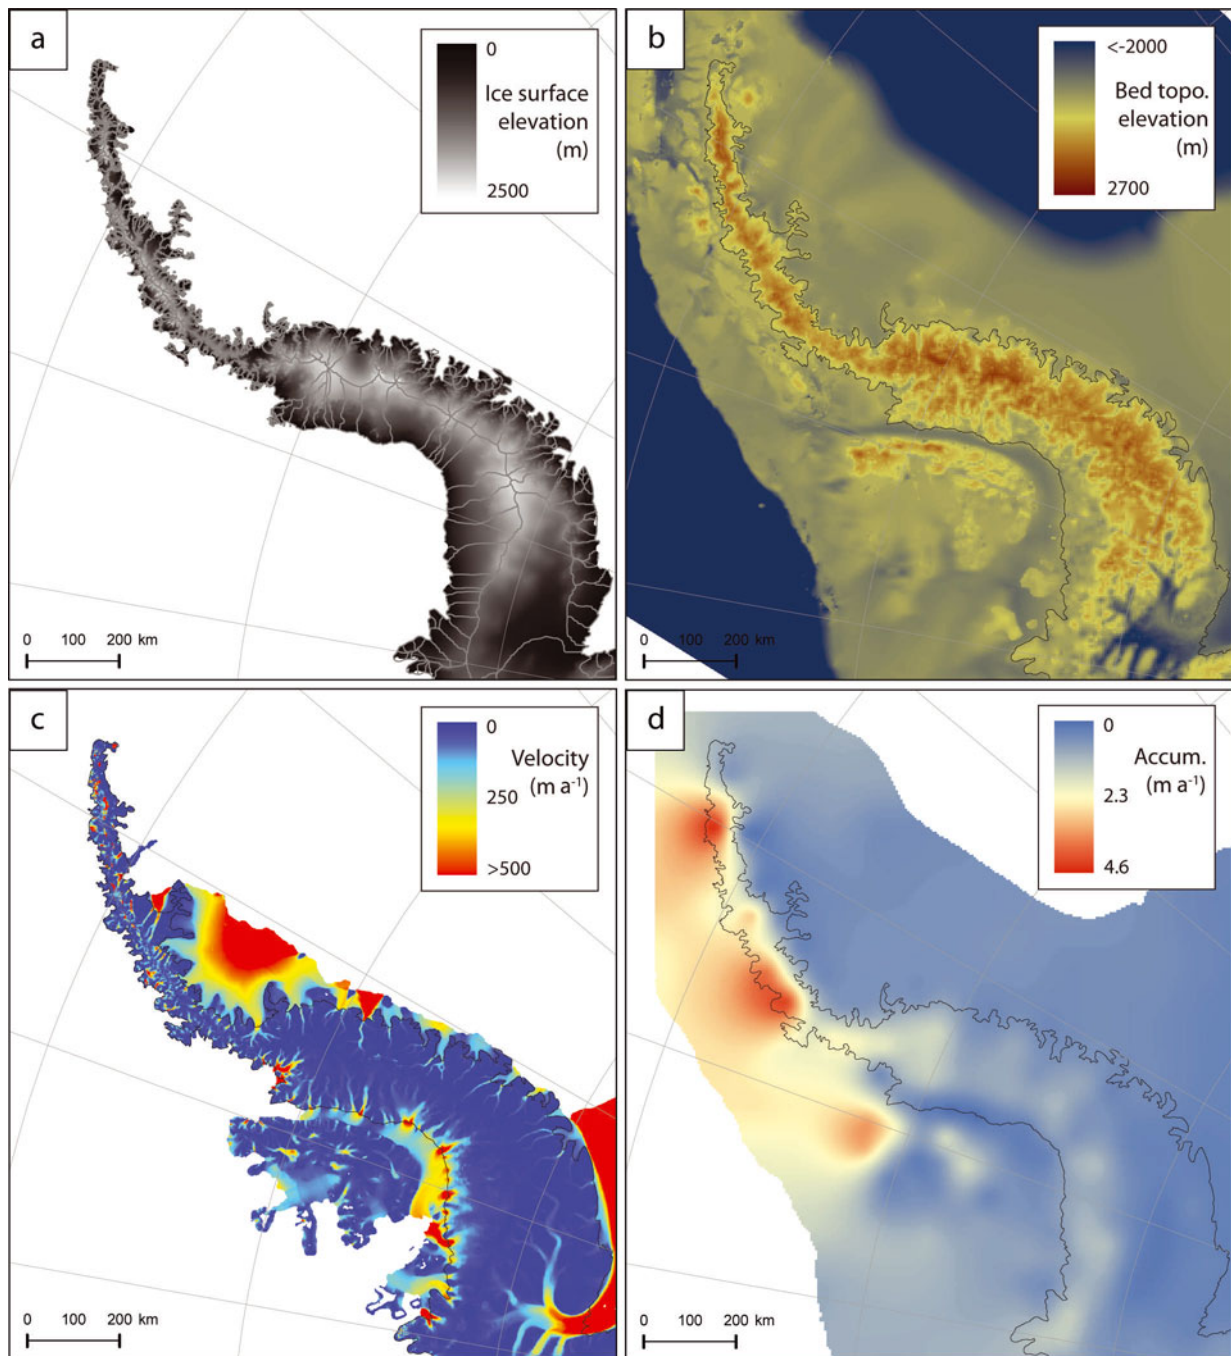 a
0
Ice surface
elevation
(m)
2500
0 100 200 km
b
<-2000
Bed topo.
elevation
(m)
2700
0 100 200 km
c
0
Velocity
(m a⁻¹)
250
>500
0 100 200 km
d
0
Accum.
(m a⁻¹)
2.3
4.6
0 100 200 km